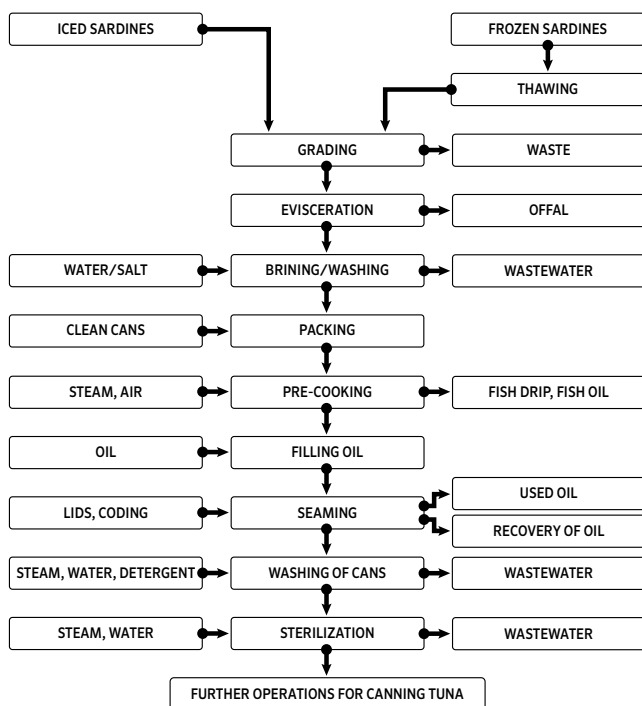 ICED SARDINES
FROZEN SARDINES
THAWING
GRADING
WASTE
EVISCERATION
OFFAL
WATER/SALT
BRINING/WASHING
WASTEWATER
CLEAN CANS
PACKING
STEAM, AIR
PRE-COOKING
FISH DRIP, FISH OIL
OIL
FILLING OIL
USED OIL
LIDS, CODING
SEAMING
RECOVERY OF OIL
STEAM, WATER, DETERGENT
WASHING OF CANS
WASTEWATER
STEAM, WATER
STERILIZATION
WASTEWATER
FURTHER OPERATIONS FOR CANNING TUNA